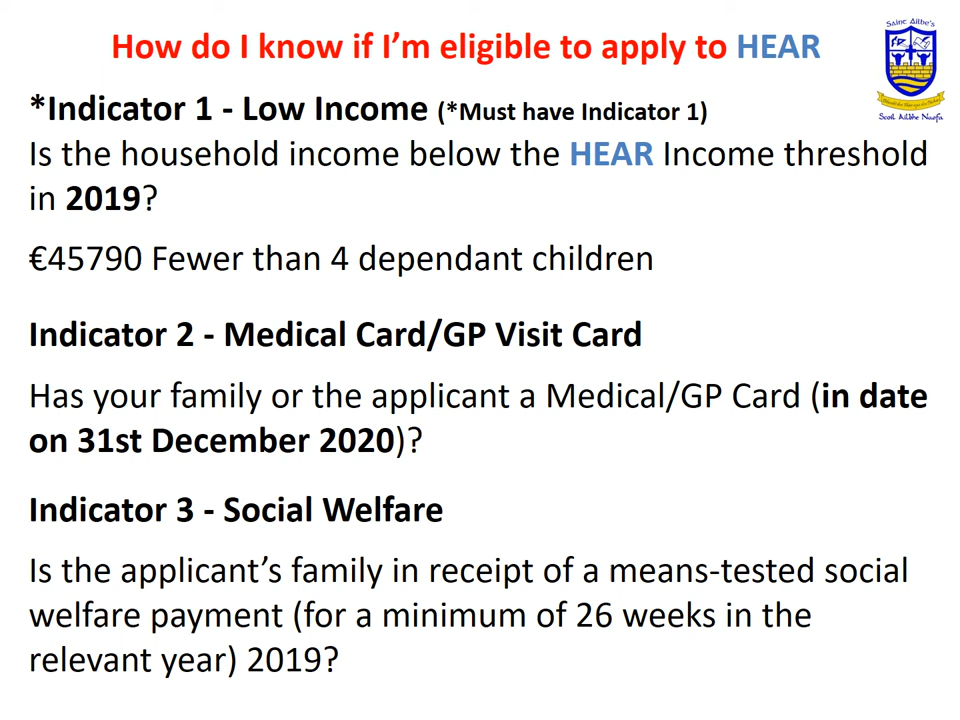 How do I know if I’m eligible to apply to HEAR
Saint Ailbe's
Scoil Ailbhe Naofa
*Indicator 1 - Low Income (*Must have Indicator 1)
Is the household income below the HEAR Income threshold
in 2019?
€45790 Fewer than 4 dependant children
Indicator 2 - Medical Card/GP Visit Card
Has your family or the applicant a Medical/GP Card (in date
on 31st December 2020)?
Indicator 3 - Social Welfare
Is the applicant’s family in receipt of a means-tested social
welfare payment (for a minimum of 26 weeks in the
relevant year) 2019?